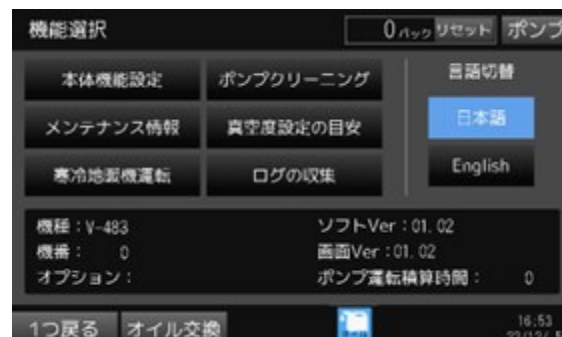 機能選択
0 パック リセット ポンプ
本体機能設定 ポンプクリーニング 言語切替
メンテナンス情報 真空度設定の目安 日本語
寒冷地暖機運転 ログの収集 English
機種:V-483 ソフトVer:01.02
機番: 0 画面Ver:01.02
オプション: ポンプ運転積算時間: 0
1つ戻る オイル交換 16:53